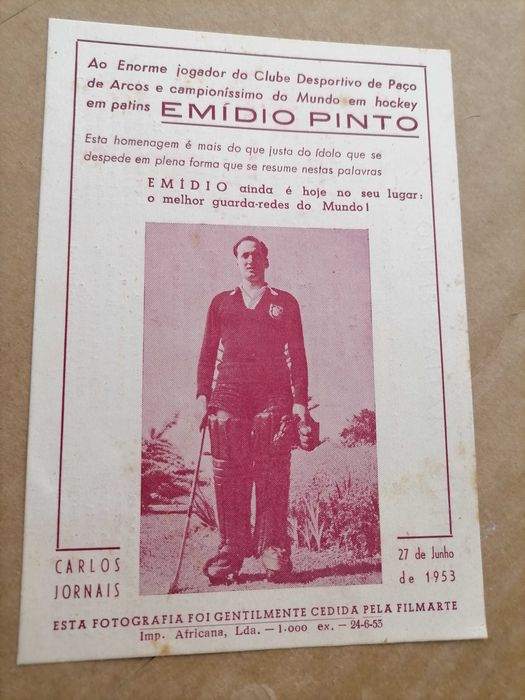 Ao Enorme jogador do Clube Desportivo de Paço
de Arcos e campioníssimo do Mundo em hockey
em patins EMÍDIO PINTO
Esta homenagem é mais do que justa do ídolo que se
despede em plena forma que se resume nestas palavras
EMÍDIO ainda é hoje no seu lugar:
o melhor guarda-redes do Mundo!
CARLOS
JORNAIS
27 de Junho
de 1953
ESTA FOTOGRAFIA FOI GENTILMENTE CEDIDA PELA FILMARTE
Imp. Africana, Lda. — 1.000 ex. — 24-6-53